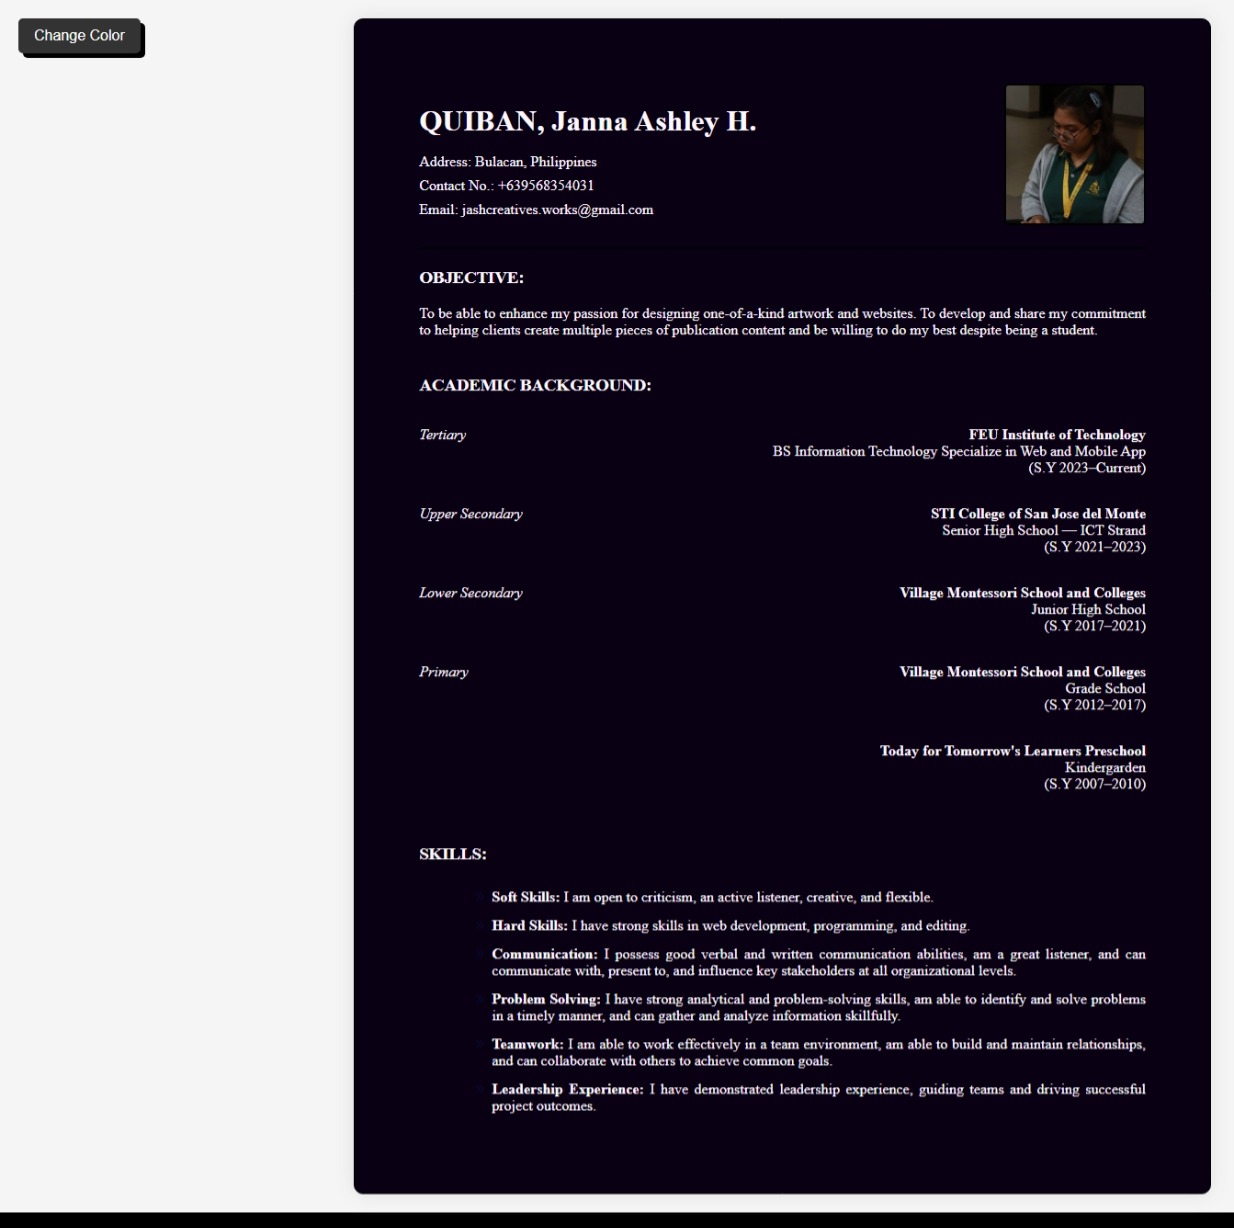 Change Color
QUIBAN, Janna Ashley H.
Address: Bulacan, Philippines
Contact No.: +639568354031
Email: jashcreatives.works@gmail.com
OBJECTIVE:
To be able to enhance my passion for designing one-of-a-kind artwork and websites. To develop and share my commitment
to helping clients create multiple pieces of publication content and be willing to do my best despite being a student.
ACADEMIC BACKGROUND:
Tertiary
FEU Institute of Technology
BS Information Technology Specialize in Web and Mobile App
(S.Y 2023–Current)
Upper Secondary
STI College of San Jose del Monte
Senior High School — ICT Strand
(S.Y 2021–2023)
Lower Secondary
Village Montessori School and Colleges
Junior High School
(S.Y 2017–2021)
Primary
Village Montessori School and Colleges
Grade School
(S.Y 2012–2017)
Today for Tomorrow's Learners Preschool
Kindergarden
(S.Y 2007–2010)
SKILLS:
Soft Skills: I am open to criticism, an active listener, creative, and flexible.
Hard Skills: I have strong skills in web development, programming, and editing.
Communication: I possess good verbal and written communication abilities, am a great listener, and can
communicate with, present to, and influence key stakeholders at all organizational levels.
Problem Solving: I have strong analytical and problem-solving skills, am able to identify and solve problems
in a timely manner, and can gather and analyze information skillfully.
Teamwork: I am able to work effectively in a team environment, am able to build and maintain relationships,
and can collaborate with others to achieve common goals.
Leadership Experience: I have demonstrated leadership experience, guiding teams and driving successful
project outcomes.